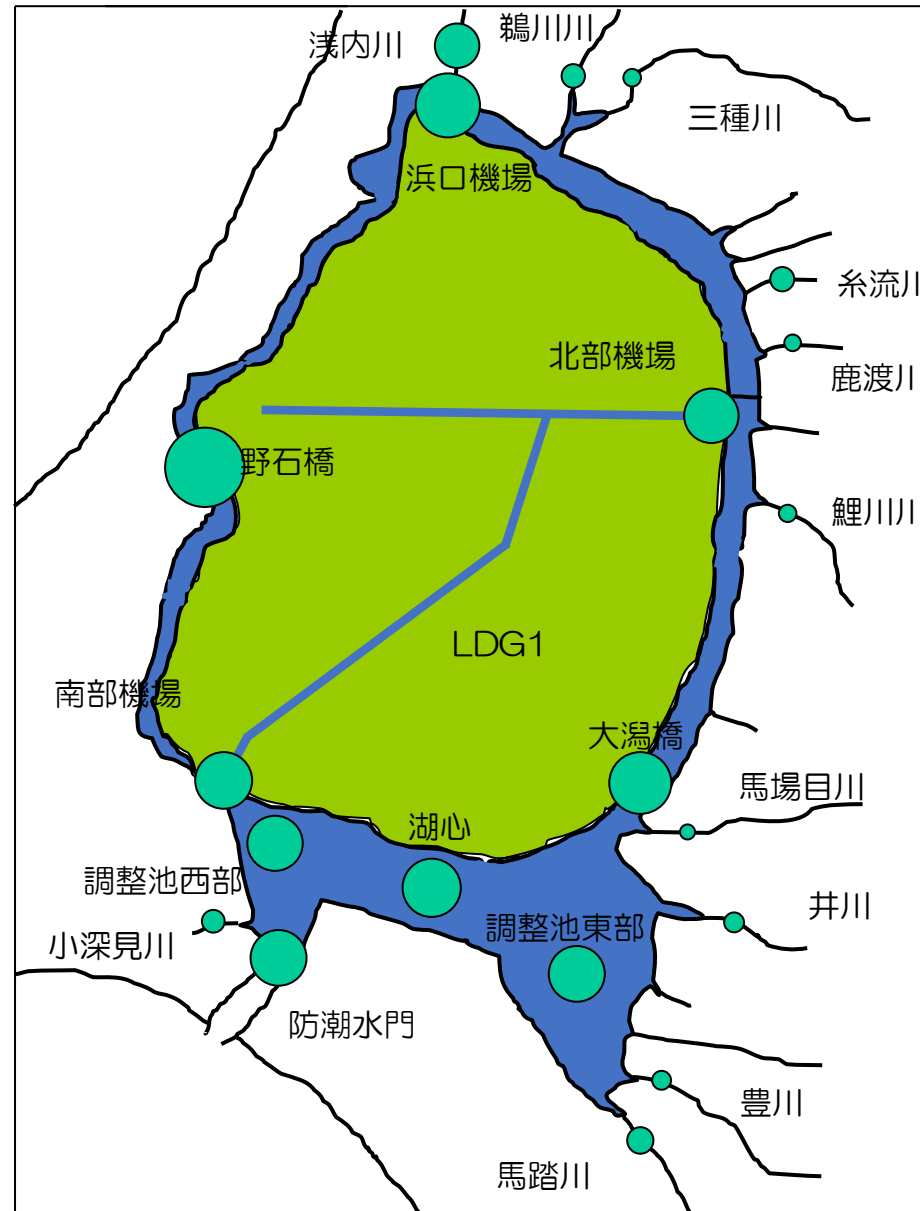 鵜川川
浅内川
三種川
浜口機場
糸流川
北部機場
鹿渡川
野石橋
鯉川川
LDG1
南部機場
大潟橋
馬場目川
湖心
調整池西部
井川
調整池東部
小深見川
防潮水門
豊川
馬踏川